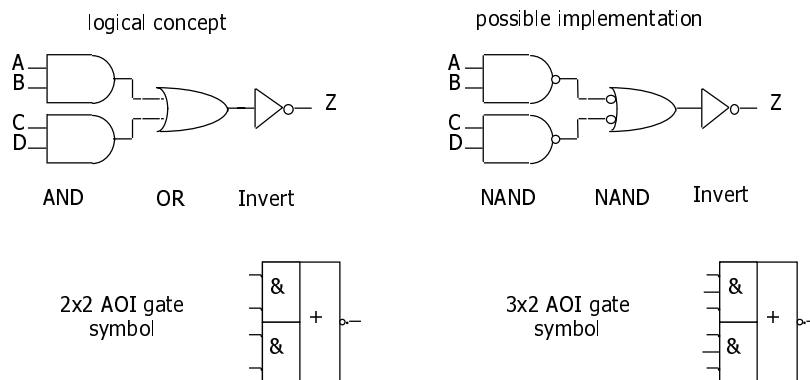 logical concept
possible implementation
A
B
C
D
Z
A
B
C
D
Z
AND OR Invert
NAND NAND Invert
2x2 AOI gate
symbol
&
&
+
3x2 AOI gate
symbol
&
&
+